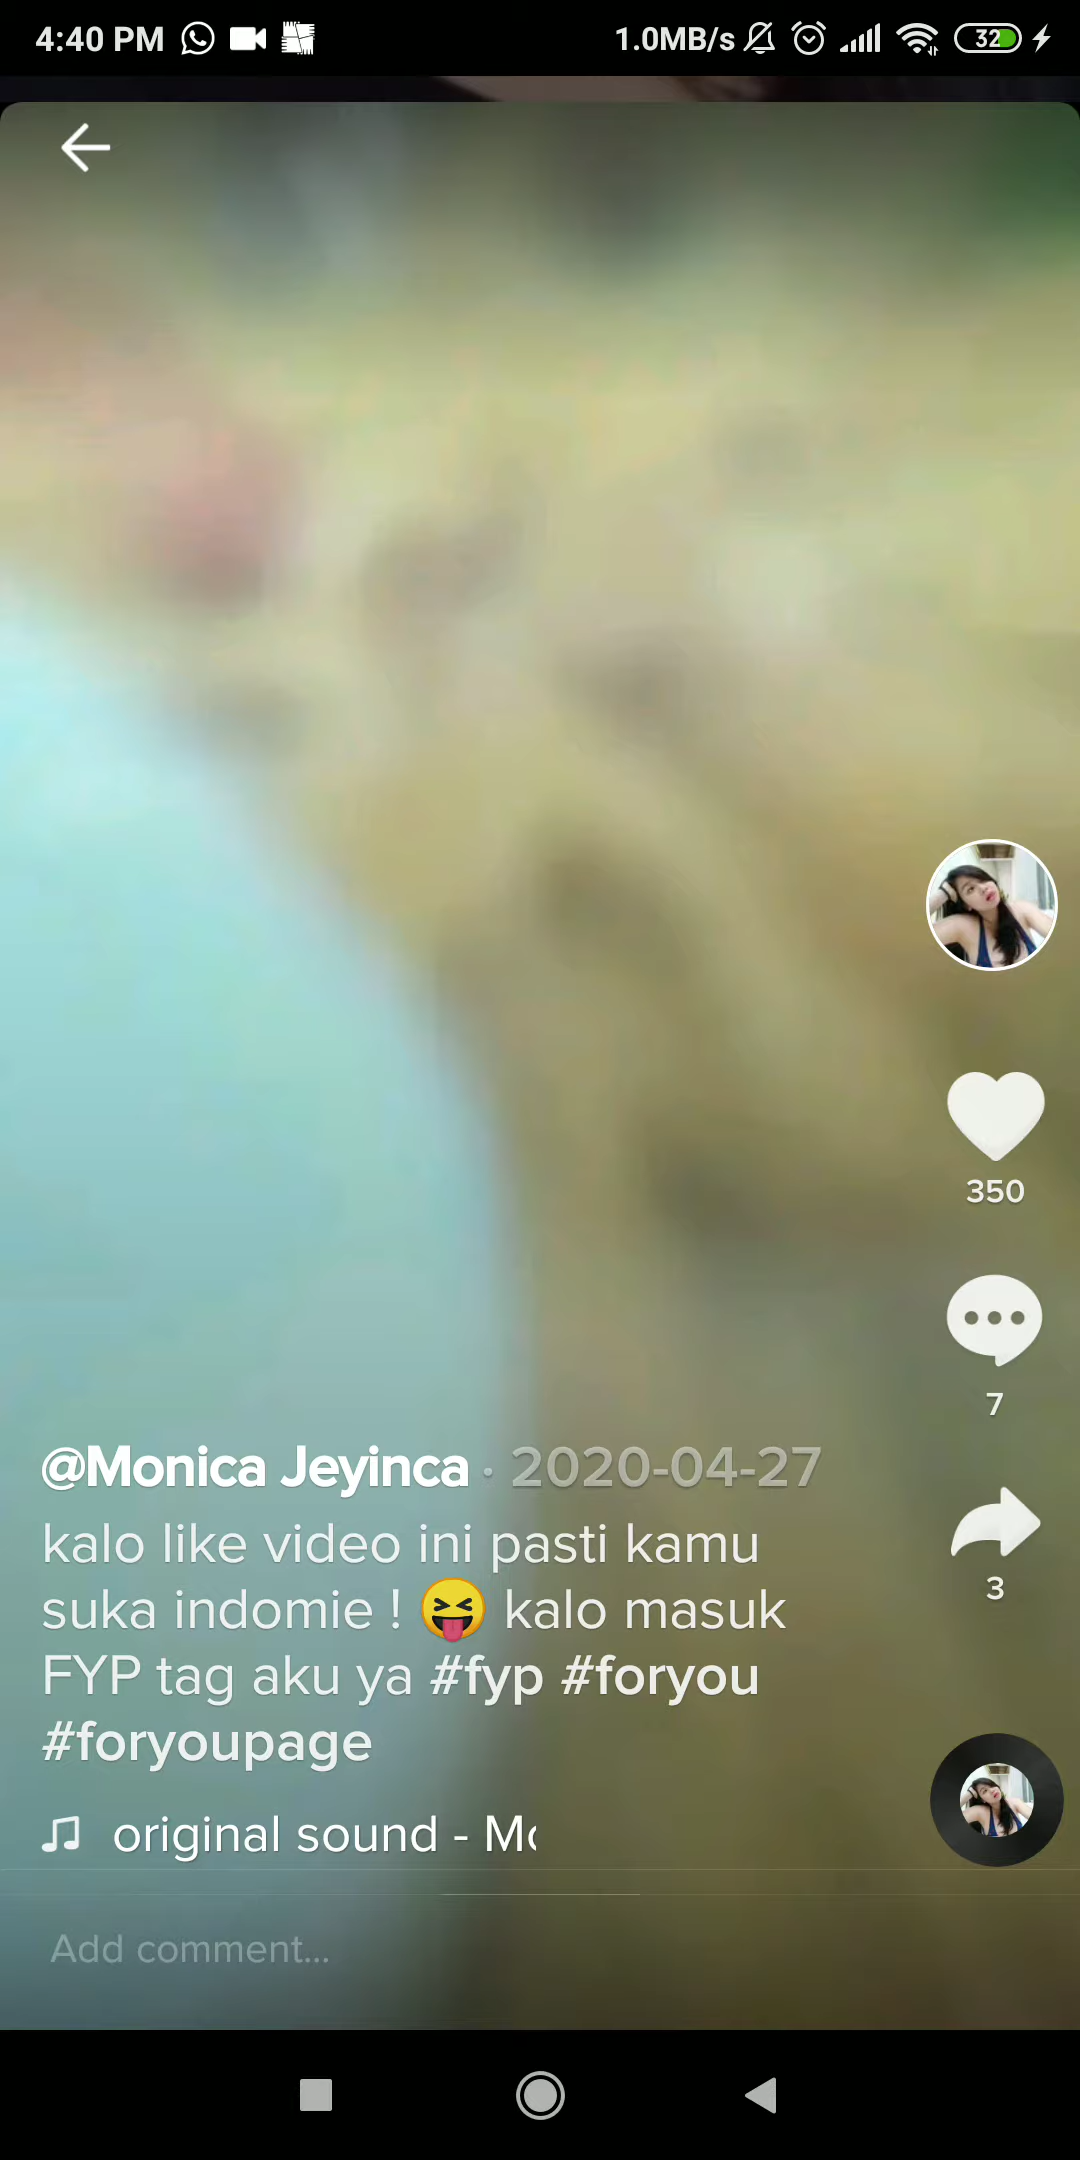 4:40 PM 1.0MB/s 32
@Monica Jeyinca · 2020-04-27
350
7
kalo like video ini pasti kamu
suka indomie ! 😝 kalo masuk
FYP tag aku ya #fyp #foryou
#foryoupage
3
original sound - Mo
Add comment...